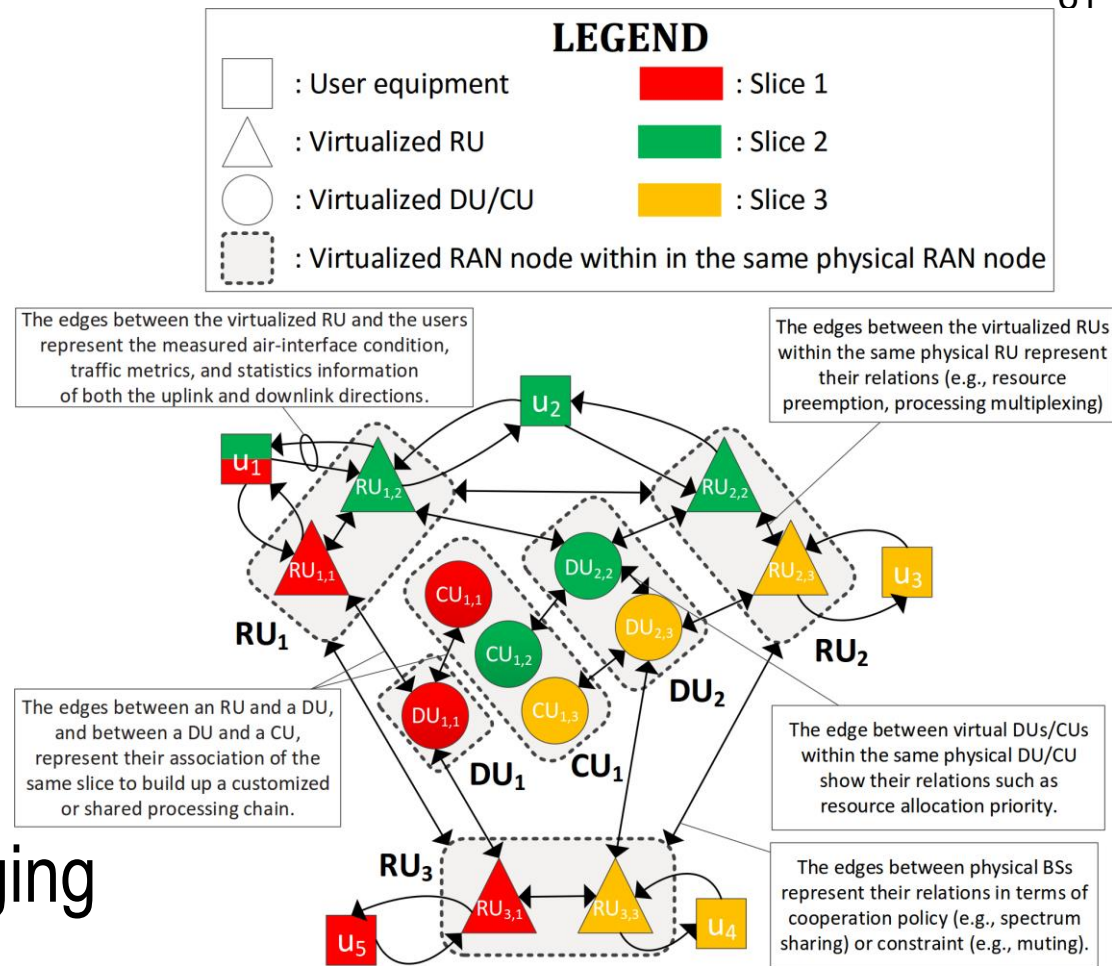 LEGEND
: User equipment
: Slice 1
: Virtualized RU
: Slice 2
: Virtualized DU/CU
: Slice 3
: Virtualized RAN node within in the same physical RAN node
The edges between the virtualized RU and the users
represent the measured air-interface condition,
traffic metrics, and statistics information
of both the uplink and downlink directions.
The edges between the virtualized RUs
within the same physical RU represent
their relations (e.g., resource
preemption, processing multiplexing)
u2
u1
RU1,2
RU2,2
RU1,1
DU2,2
RU2,3
u3
CU1,1
RU1
CU1,2
DU2,3
RU2
DU2
DU1,1
CU1,3
DU1
CU1
The edges between an RU and a DU,
and between a DU and a CU,
represent their association of the
same slice to build up a customized
or shared processing chain.
The edge between virtual DUs/CUs
within the same physical DU/CU
show their relations such as
resource allocation priority.
RU3
RU3,1
RU3,3
u5
u4
The edges between physical BSs
represent their relations in terms of
cooperation policy (e.g., spectrum
sharing) or constraint (e.g., muting).
ging